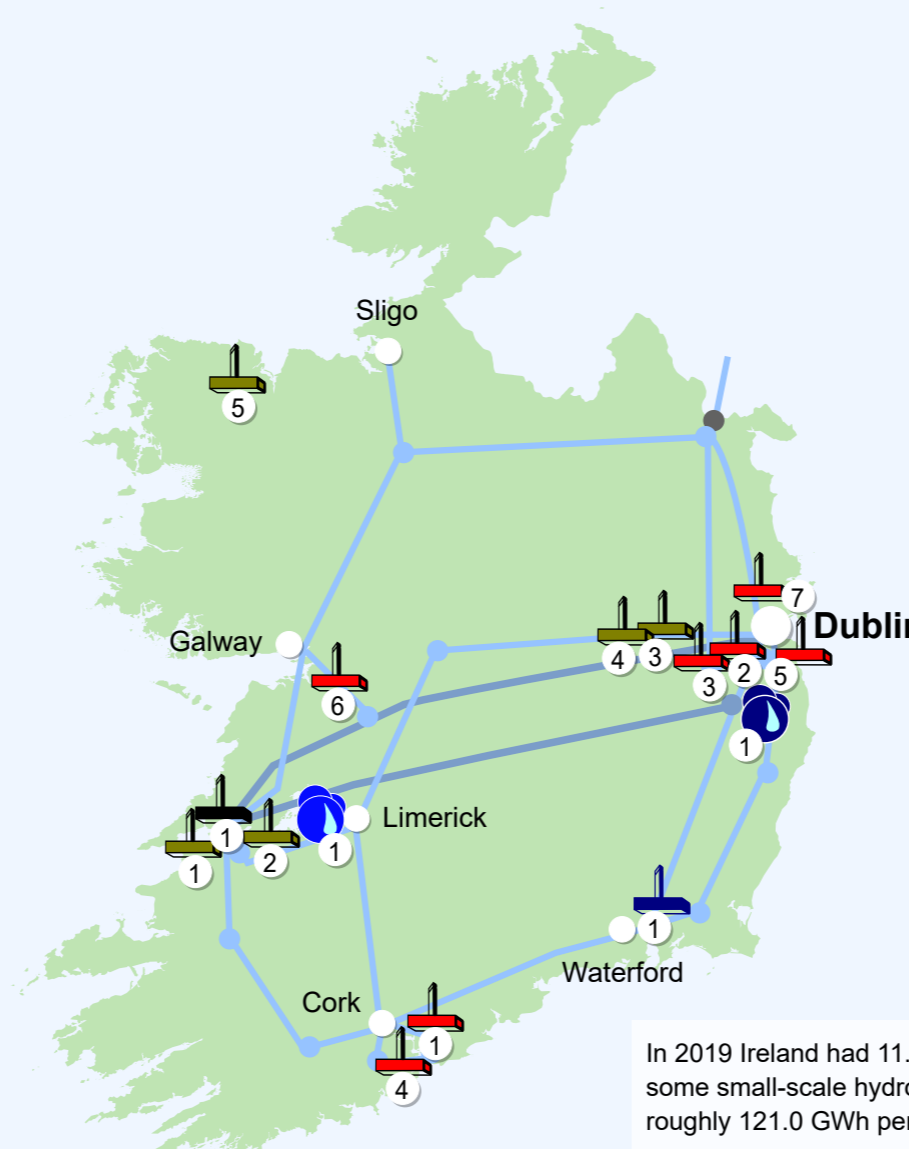 Sligo
5
7
Galway
Dublin
4
3
2
5
3
6
1
Limerick
1
2
1
1
1
Waterford
Cork
1
4
In 2019 Ireland had 11.
some small-scale hydro
roughly 121.0 GWh per